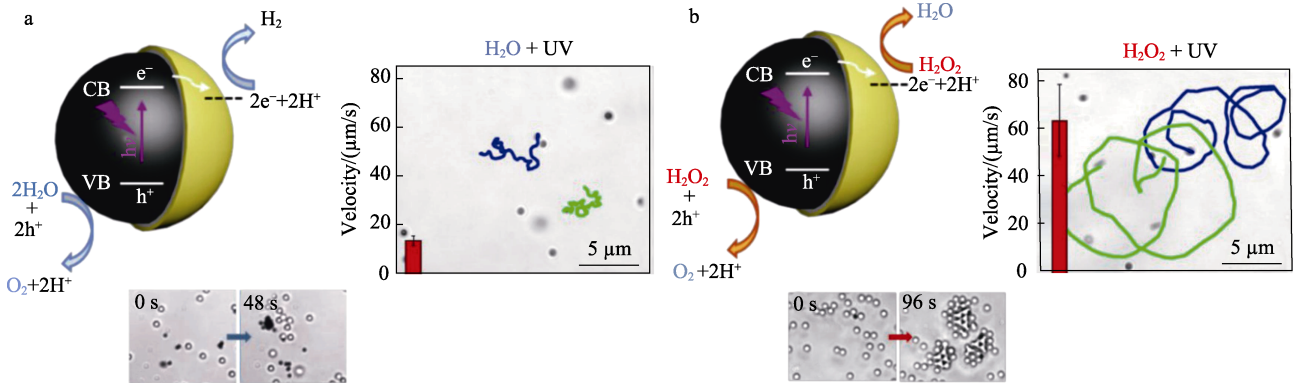 a
H₂
e⁻
CB
2e⁻+2H⁺
hν
VB
h⁺
2H₂O
+
2h⁺
O₂+2H⁺
H₂O + UV
Velocity/(μm/s)
80
60
40
20
0
5 μm
0 s
48 s
b
H₂O
H₂O₂
e⁻
CB
2e⁻+2H⁺
hν
VB
h⁺
H₂O₂
+
2h⁺
O₂+2H⁺
H₂O₂ + UV
Velocity/(μm/s)
80
60
40
20
0
5 μm
0 s
96 s